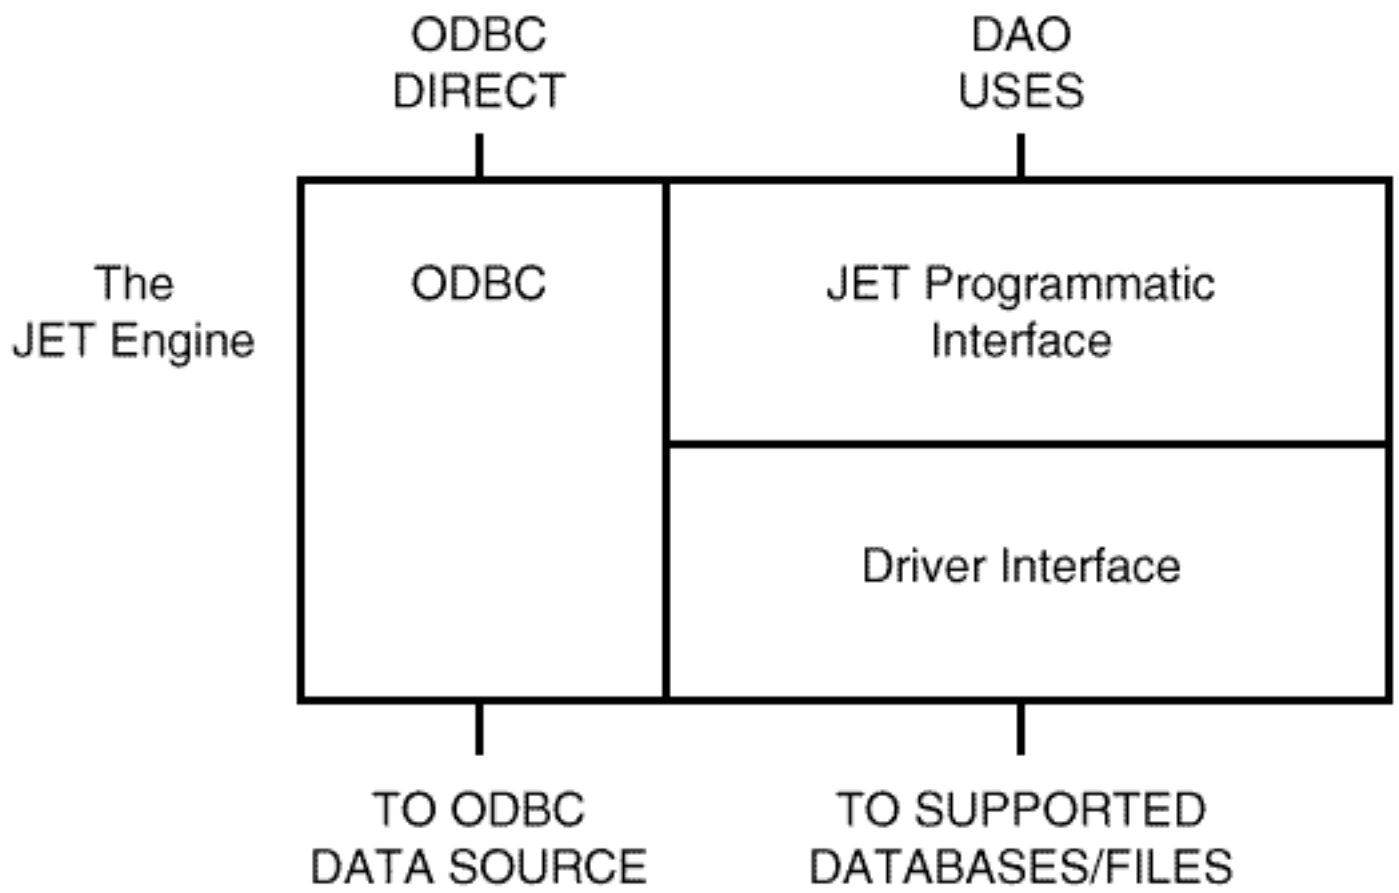 ODBC
DIRECT
DAO
USES
The
JET Engine
ODBC
JET Programmatic
Interface
Driver Interface
TO ODBC
DATA SOURCE
TO SUPPORTED
DATABASES/FILES